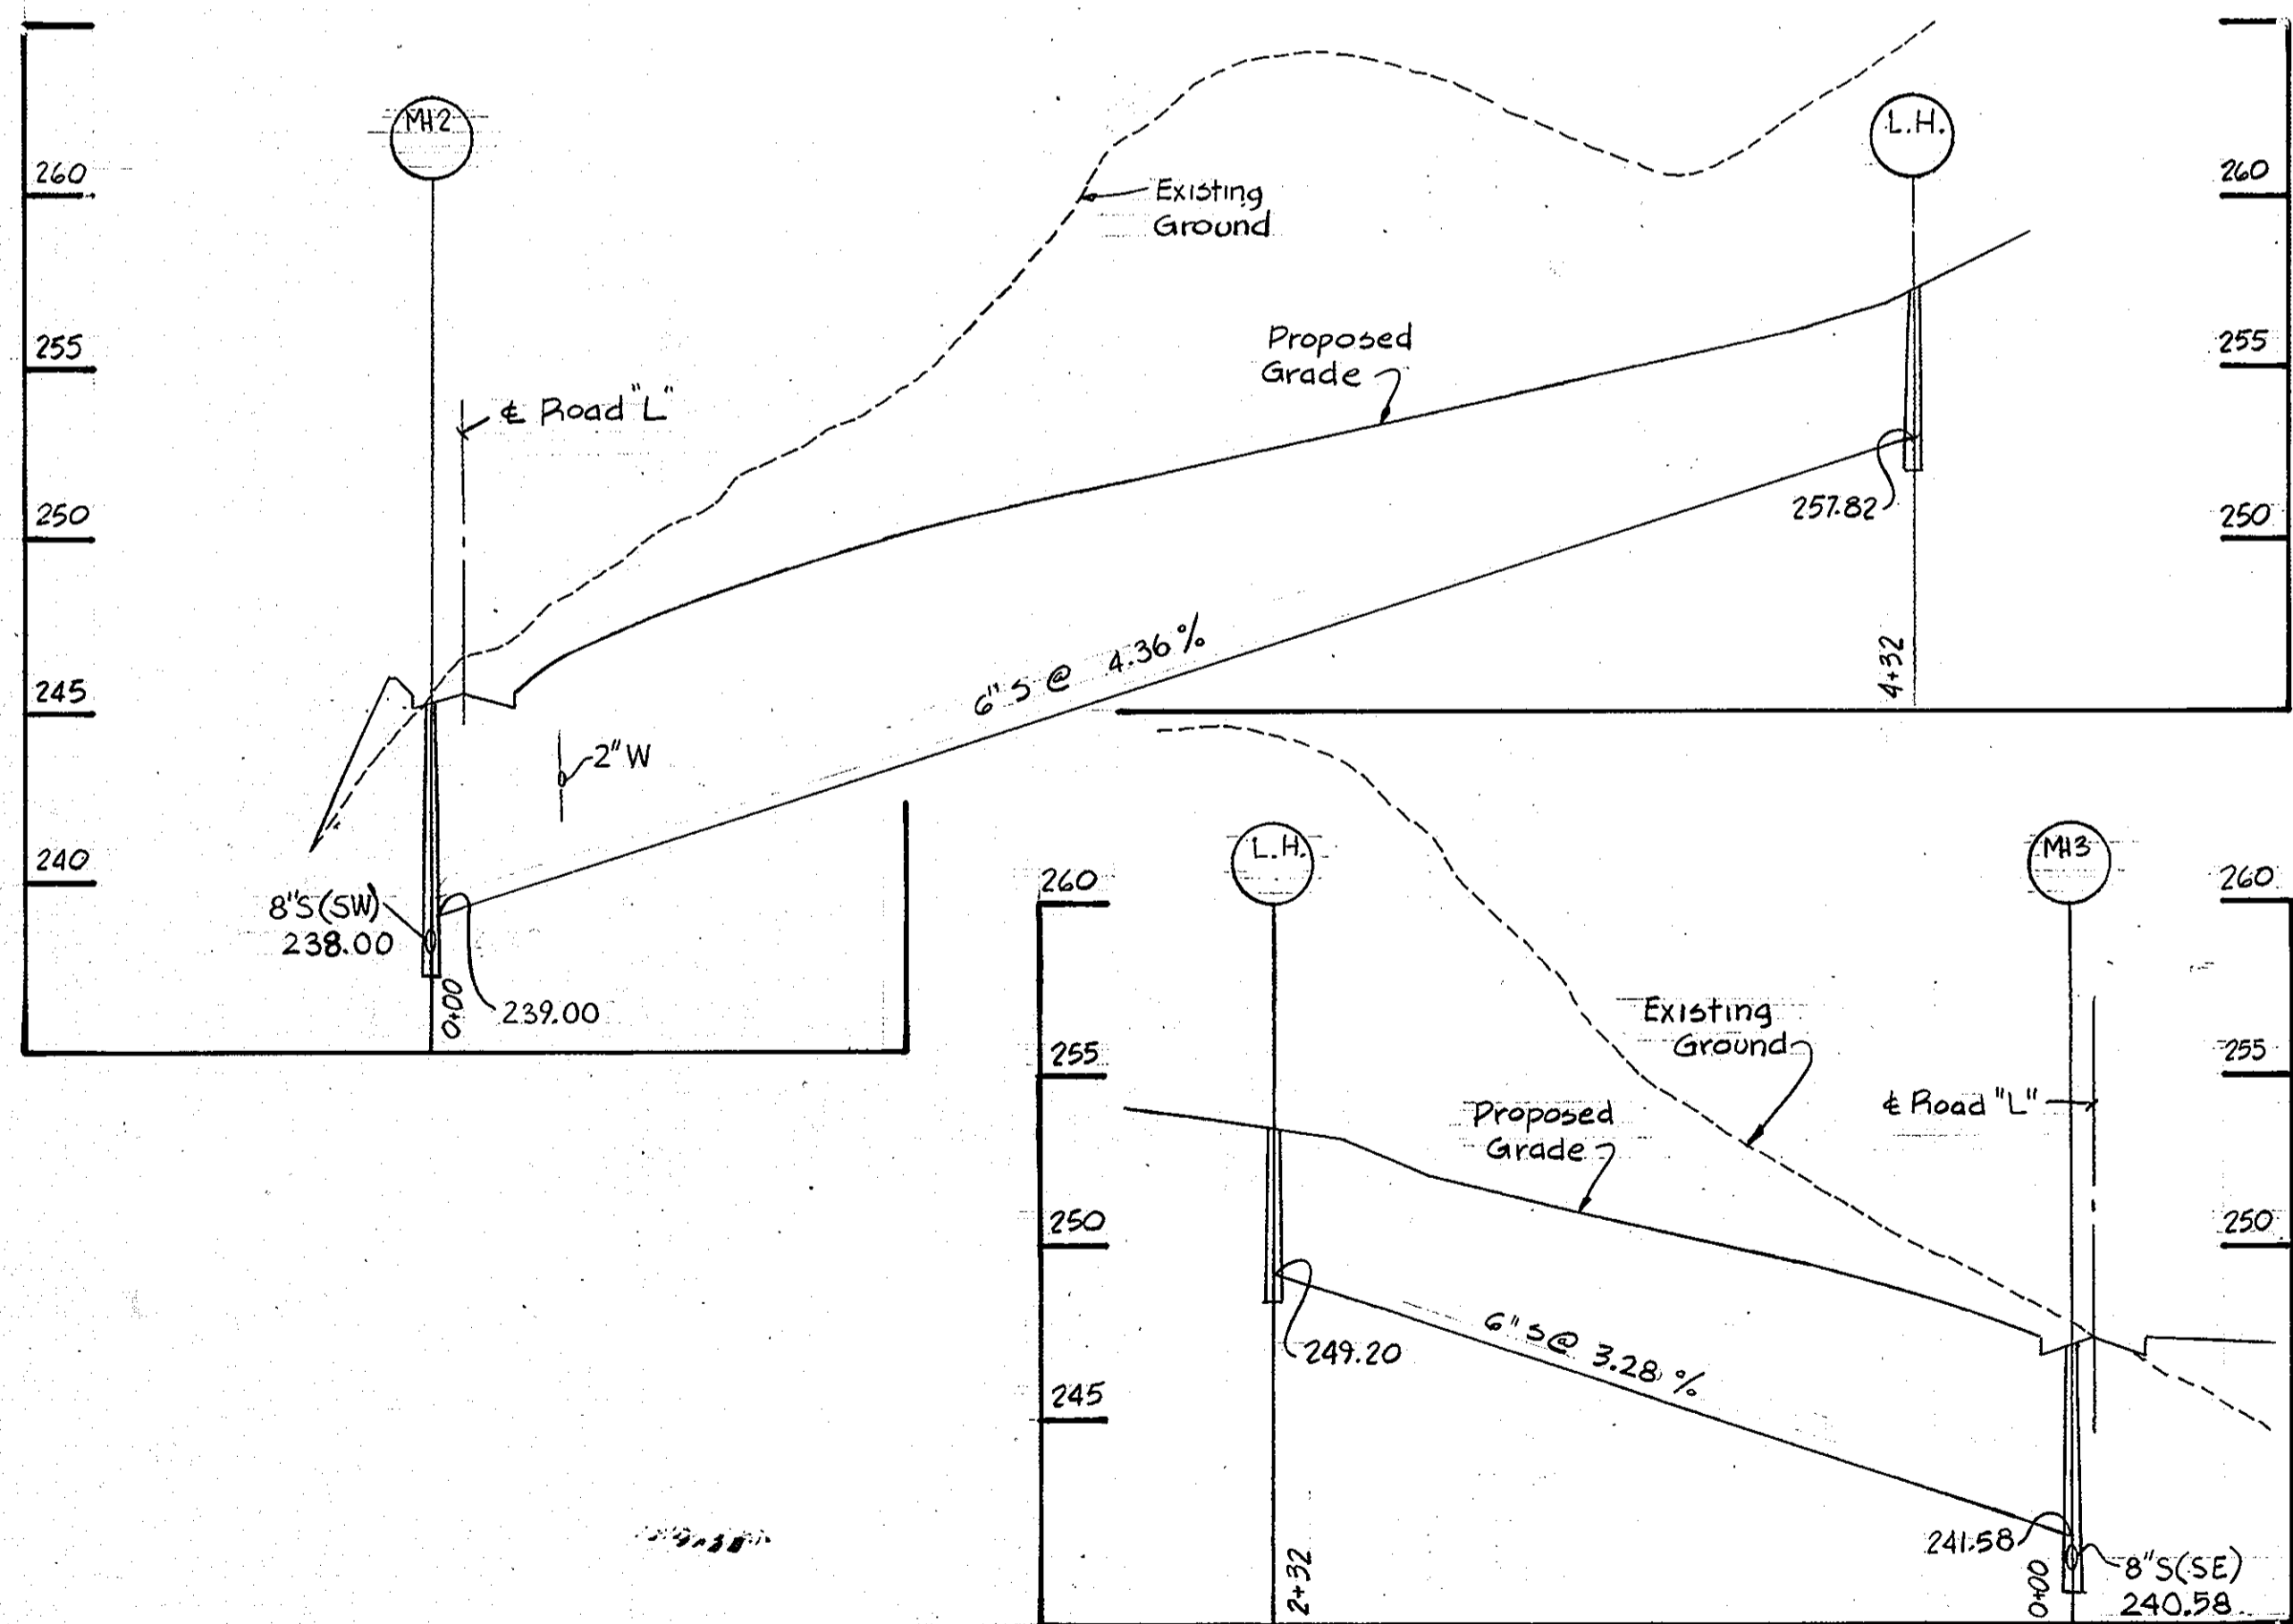 MH2
L.H.
260
260
Existing
Ground
255
Proposed
Grade
255
℄ Road "L"
250
257.82
250
245
6" S @ 4.36 %
4+32
2" W
240
8"S(SW)
238.00
0+00
239.00
L.H.
MH3
260
260
Existing
Ground
255
255
Proposed
Grade
℄ Road "L"
250
250
249.20
6" S @ 3.28 %
245
241.58
8"S(SE)
240.58
2+32
0+00